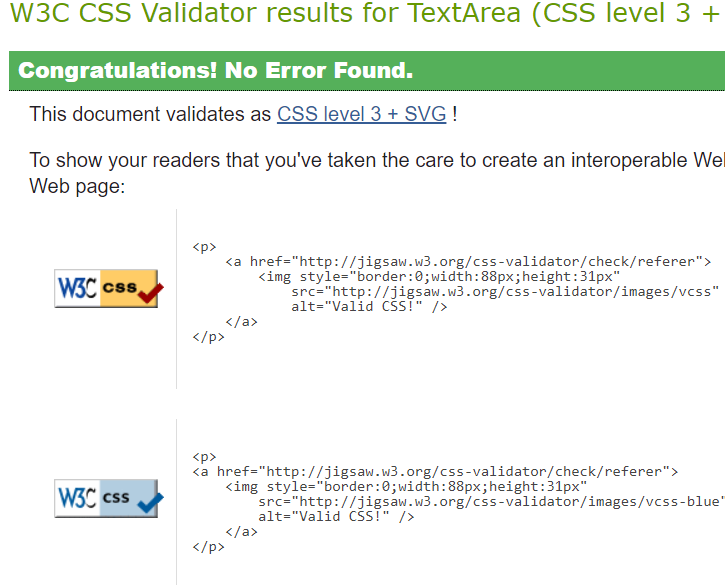 W3C CSS Validator results for TextArea (CSS level 3 +
Congratulations! No Error Found.
This document validates as CSS level 3 + SVG !
To show your readers that you've taken the care to create an interoperable
Web page:
W3C css
<p>
<a href="http://jigsaw.w3.org/css-validator/check/referer">
<img style="border:0;width:88px;height:31px"
src="http://jigsaw.w3.org/css-validator/images/vcss"
alt="Valid CSS!" />
</a>
</p>
W3C css
<p>
<a href="http://jigsaw.w3.org/css-validator/check/referer">
<img style="border:0;width:88px;height:31px"
src="http://jigsaw.w3.org/css-validator/images/vcss-blue"
alt="Valid CSS!" />
</a>
</p>